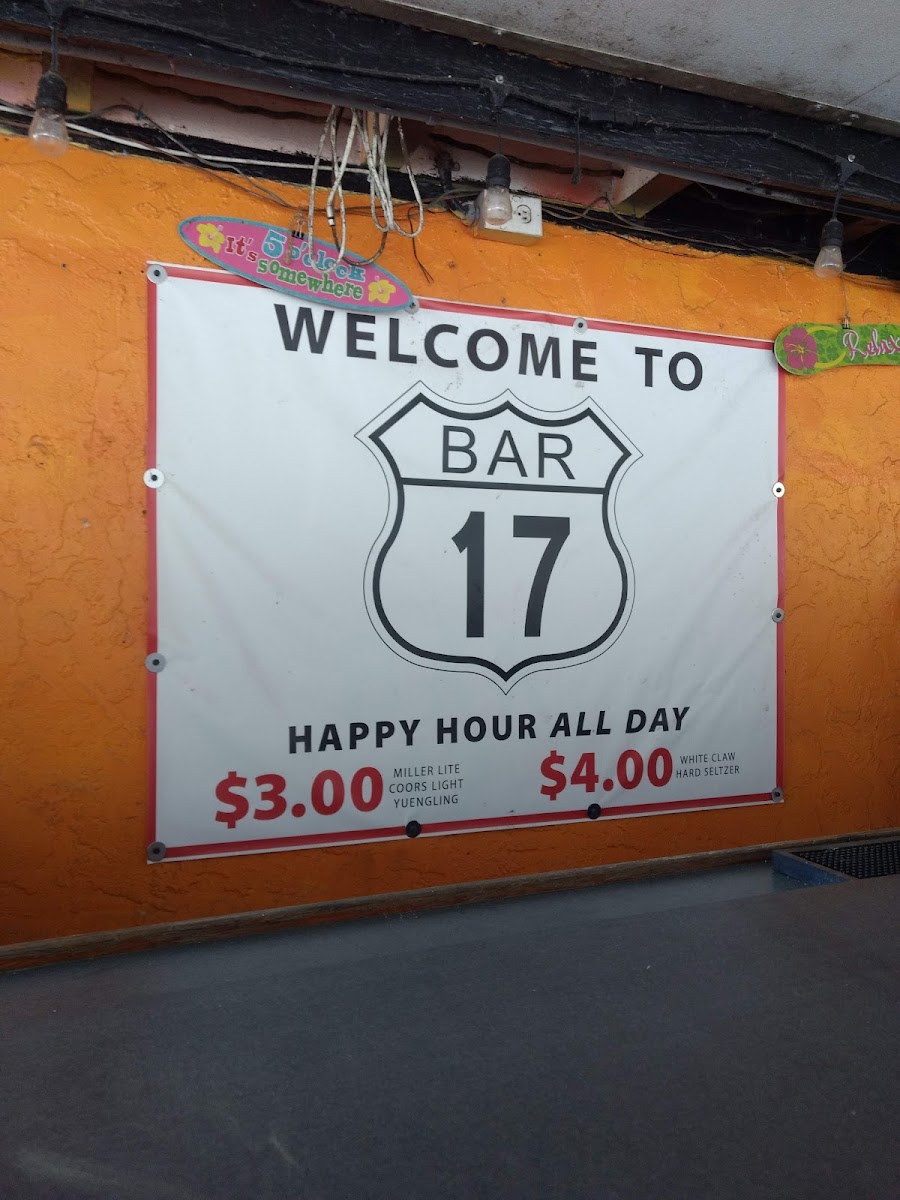 It's 5 o'clock
somewhere
WELCOME TO
Relax
BAR
17
HAPPY HOUR ALL DAY
$3.00
MILLER LITE
COORS LIGHT
YUENGLING
$4.00
WHITE CLAW
HARD SELTZER